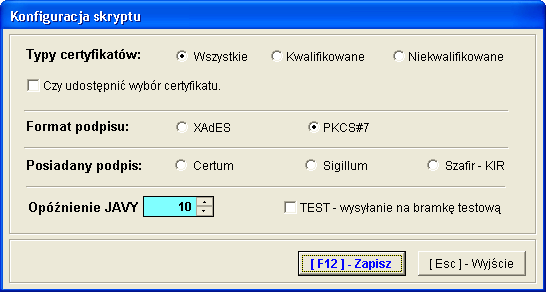 Konfiguracja skryptu
Typy certyfikatów: Wszystkie Kwalifikowane Niekwalifikowane
Czy udostępnić wybór certyfikatu.
Format podpisu: XAdES PKCS#7
Posiadany podpis: Certum Sigillum Szafir - KIR
Opóźnienie JAVY 10 TEST - wysyłanie na bramkę testową
[ F12 ] - Zapisz [ Esc ] - Wyjście